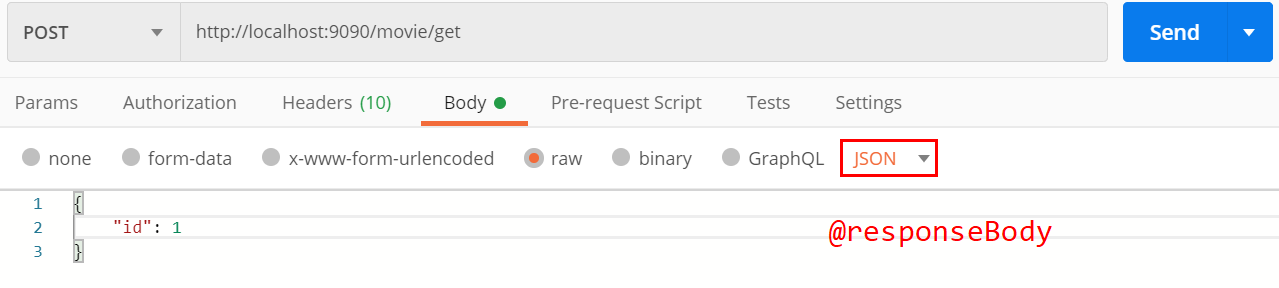 POST http://localhost:9090/movie/get Send
Params Authorization Headers (10) Body Pre-request Script Tests Settings
none form-data x-www-form-urlencoded raw binary GraphQL JSON
1 {
2 "id": 1 @responseBody
3 }